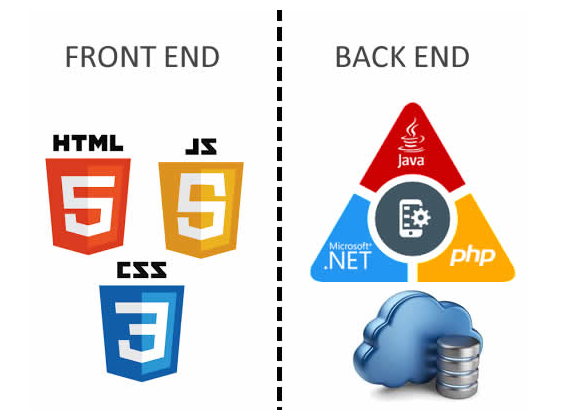 FRONT END
HTML
5
JS
5
CSS
3
BACK END
Java
Microsoft®
.NET
php